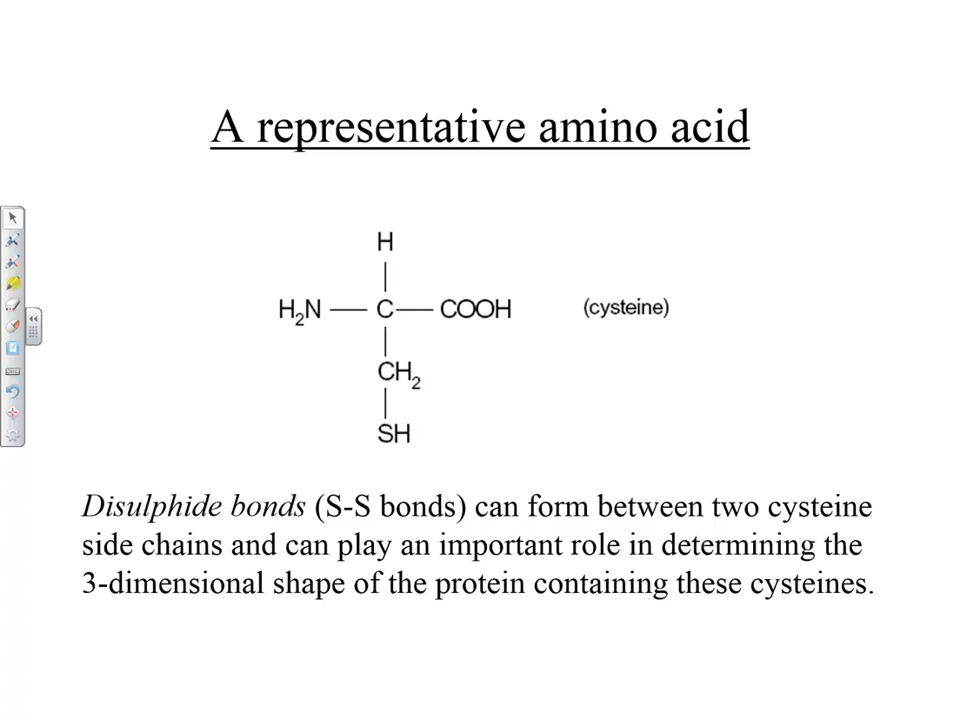 A representative amino acid
H
H₂N — C — COOH (cysteine)
CH₂
SH
Disulphide bonds (S-S bonds) can form between two cysteine
side chains and can play an important role in determining the
3-dimensional shape of the protein containing these cysteines.